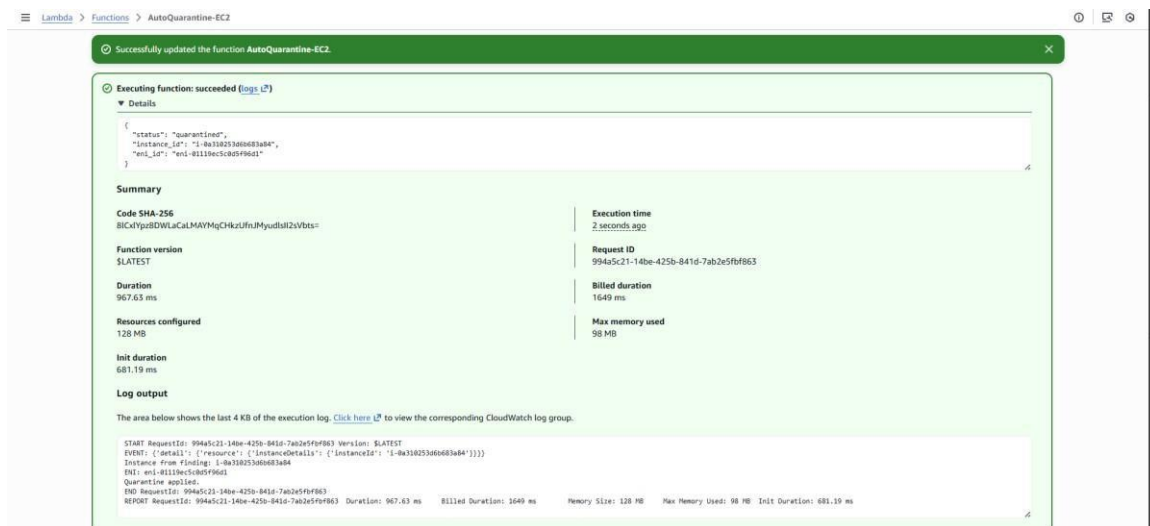 Lambda > Functions > AutoQuarantine-EC2
Successfully updated the function AutoQuarantine-EC2.
Executing function: succeeded (logs)
▼ Details
{
"status": "quarantined",
"instance_id": "i-0a310253d6b683a84",
"eni_id": "eni-01119ec5c0d5f96d1"
}
Summary
Code SHA-256
Execution time
2 seconds ago
Function version
$LATEST
Request ID
994a5c21-14be-425b-841d-7ab2e5fbf863
Duration
967.63 ms
Billed duration
1649 ms
Resources configured
128 MB
Max memory used
98 MB
Init duration
681.19 ms
Log output
The area below shows the last 4 KB of the execution log. Click here to view the corresponding CloudWatch log group.
START RequestId: 994a5c21-14be-425b-841d-7ab2e5fbf863 Version: $LATEST
EVENT: {'detail': {'resource': {'instanceDetails': {'instanceId': 'i-0a310253d6b683a84'}}}}
Instance from finding: i-0a310253d6b683a84
ENI: eni-01119ec5c0d5f96d1
Quarantine applied.
END RequestId: 994a5c21-14be-425b-841d-7ab2e5fbf863
REPORT RequestId: 994a5c21-14be-425b-841d-7ab2e5fbf863 Duration: 967.63 ms Billed Duration: 1649 ms Memory Size: 128 MB Max Memory Used: 98 MB Init Duration: 681.19 ms